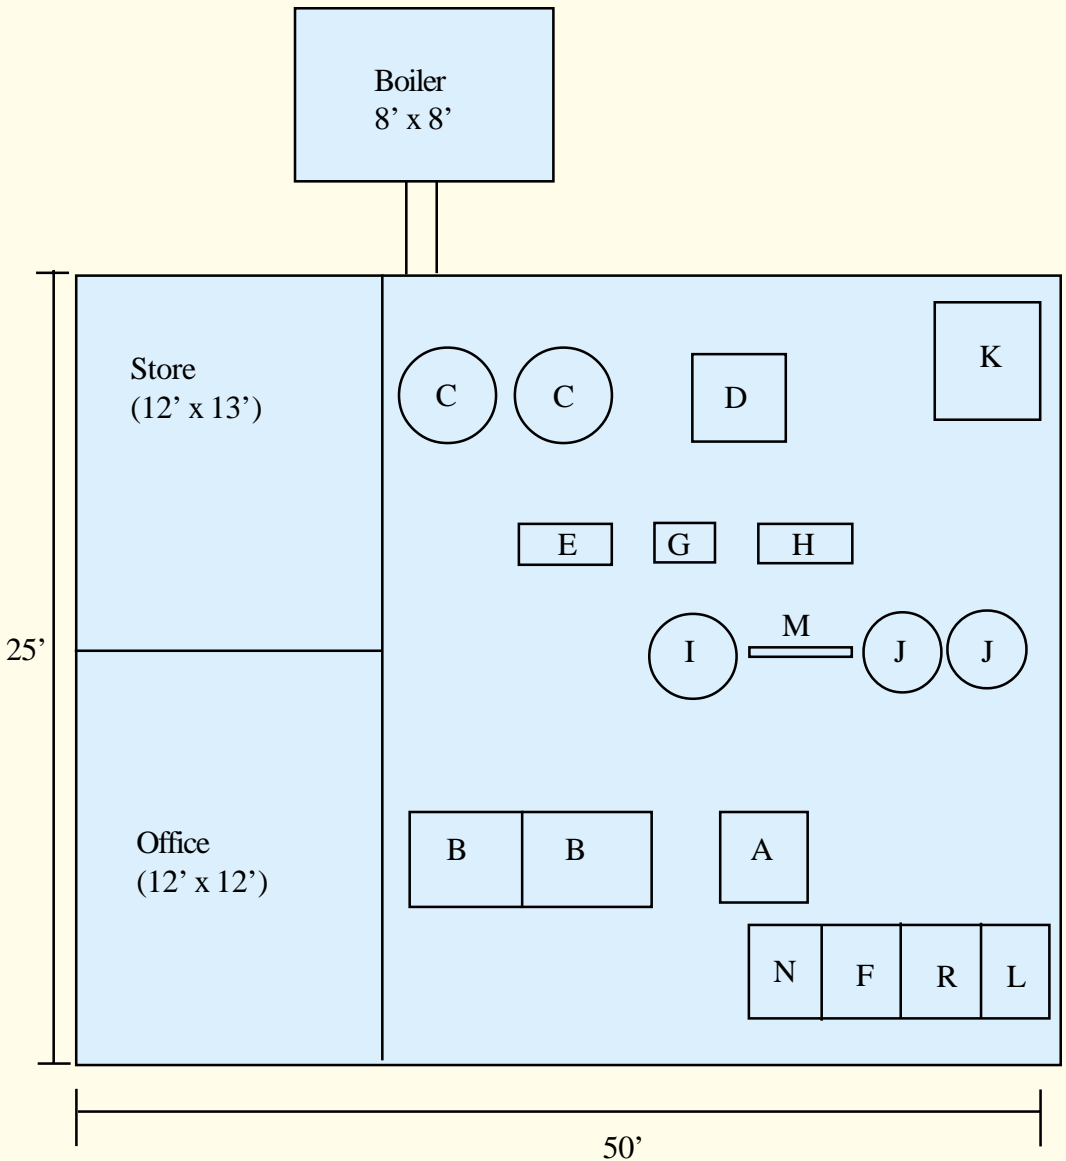 Boiler
8’ x 8’
Store
(12’ x 13’)
C
C
D
K
E
G
H
25’
M
I
J
J
Office
(12’ x 12’)
B
B
A
N
F
R
L
50’